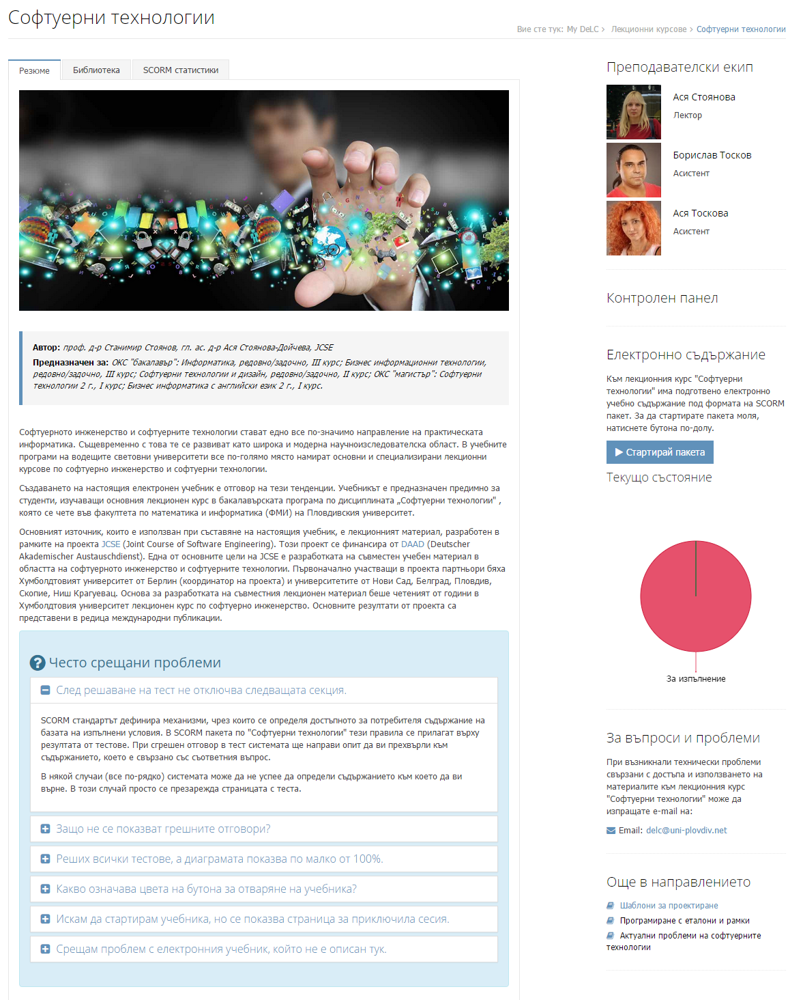 Софтуерни технологии
Вие сте тук: My DeLC > Лекционни курсове > Софтуерни технологии
Резюме
Библиотека
SCORM статистики
Автор: проф. д-р Станимир Стоянов, гл. ас. д-р Ася Стоянова-Дойчева, JCSE
Предназначен за: ОКС "бакалавър": Информатика, редовно/задочно, III курс; Бизнес информационни технологии,
редовно/задочно, III курс; Софтуерни технологии и дизайн, редовно/задочно, II курс; ОКС "магистър": Софтуерни
технологии 2 г., I курс; Бизнес информатика с английски език 2 г., I курс.
Софтуерното инженерство и софтуерните технологии стават едно все по-значимо направление на практическата
информатика. Същевременно с това те се развиват като широка и модерна научноизследователска област. В учебните
програми на водещите световни университети все по-голямо място намират основни и специализирани лекционни
курсове по софтуерно инженерство и софтуерни технологии.
Създаването на настоящия електронен учебник е отговор на тези тенденции. Учебникът е предназначен предимно за
студенти, изучаващи основния лекционен курс в бакалавърската програма по дисциплината „Софтуерни технологии" ,
която се чете във факултета по математика и информатика (ФМИ) на Пловдивския университет.
Основният източник, които е използван при съставяне на настоящия учебник, е лекционният материал, разработен в
рамките на проекта JCSE (Joint Course of Software Engineering). Този проект се финансира от DAAD (Deutscher
Akademischer Austauschdienst). Една от основните цели на JCSE е разработката на съвместен учебен материал в
областта на софтуерното инженерство и софтуерните технологии. Първоначално участващи в проекта партньори бяха
Хумболдтовият университет от Берлин (координатор на проекта) и университетите от Нови Сад, Белград, Пловдив,
Скопие, Ниш Крагуевац. Основа за разработката на съвместния лекционен материал беше четеният от години в
Хумболдтовия университет лекционен курс по софтуерно инженерство. Основните резултати от проекта са
представени в редица международни публикации.
Често срещани проблеми
След решаване на тест не отключва следващата секция.
SCORM стандартът дефинира механизми, чрез които се определя достъпното за потребителя съдържание на
базата на изпълнени условия. В SCORM пакета по "Софтуерни технологии" тези правила се прилагат върху
резултата от тестове. При сгрешен отговор в тест системата ще направи опит да ви прехвърли към
съдържанието, което е свързано със съответния въпрос.
В някой случаи (все по-рядко) системата може да не успее да определи съдържанието към което да ви
върне. В този случай просто се презарежда страницата с теста.
Защо не се показват грешните отговори?
Реших всички тестове, а диаграмата показва по малко от 100%.
Какво означава цвета на бутона за отваряне на учебника?
Искам да стартирам учебника, но се показва страница за приключила сесия.
Срещам проблем с електронния учебник, който не е описан тук.
Преподавателски екип
Ася Стоянова
Лектор
Борислав Тосков
Асистент
Ася Тоскова
Асистент
Контролен панел
Електронно съдържание
Към лекционния курс "Софтуерни
технологии" има подготвено електронно
учебно съдържание под формата на SCORM
пакет. За да стартирате пакета моля,
натиснете бутона по-долу.
Стартирай пакета
Текущо състояние
За изпълнение
За въпроси и проблеми
При възникнали технически проблеми
свързани с достъпа и използването на
материалите към лекционния курс
"Софтуерни технологии" може да
изпращате e-mail на:
Email: delc@uni-plovdiv.net
Още в направлението
Шаблони за проектиране
Програмиране с еталони и рамки
Актуални проблеми на софтуерните
технологии